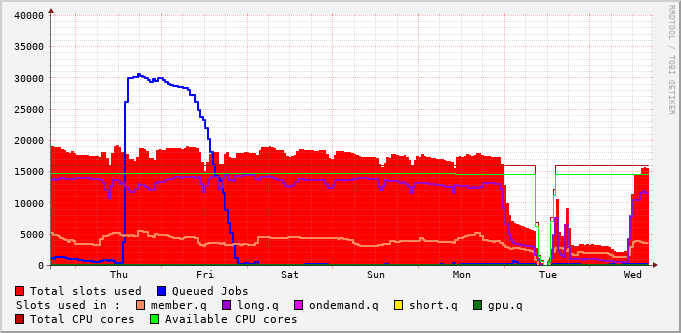 40000
35000
30000
25000
20000
15000
10000
5000
0
Thu Fri Sat Sun Mon Tue Wed
Total slots used Queued Jobs
Slots used in : member.q long.q ondemand.q short.q gpu.q
Total CPU cores Available CPU cores
RRDTOOL / TOBI OETIKER